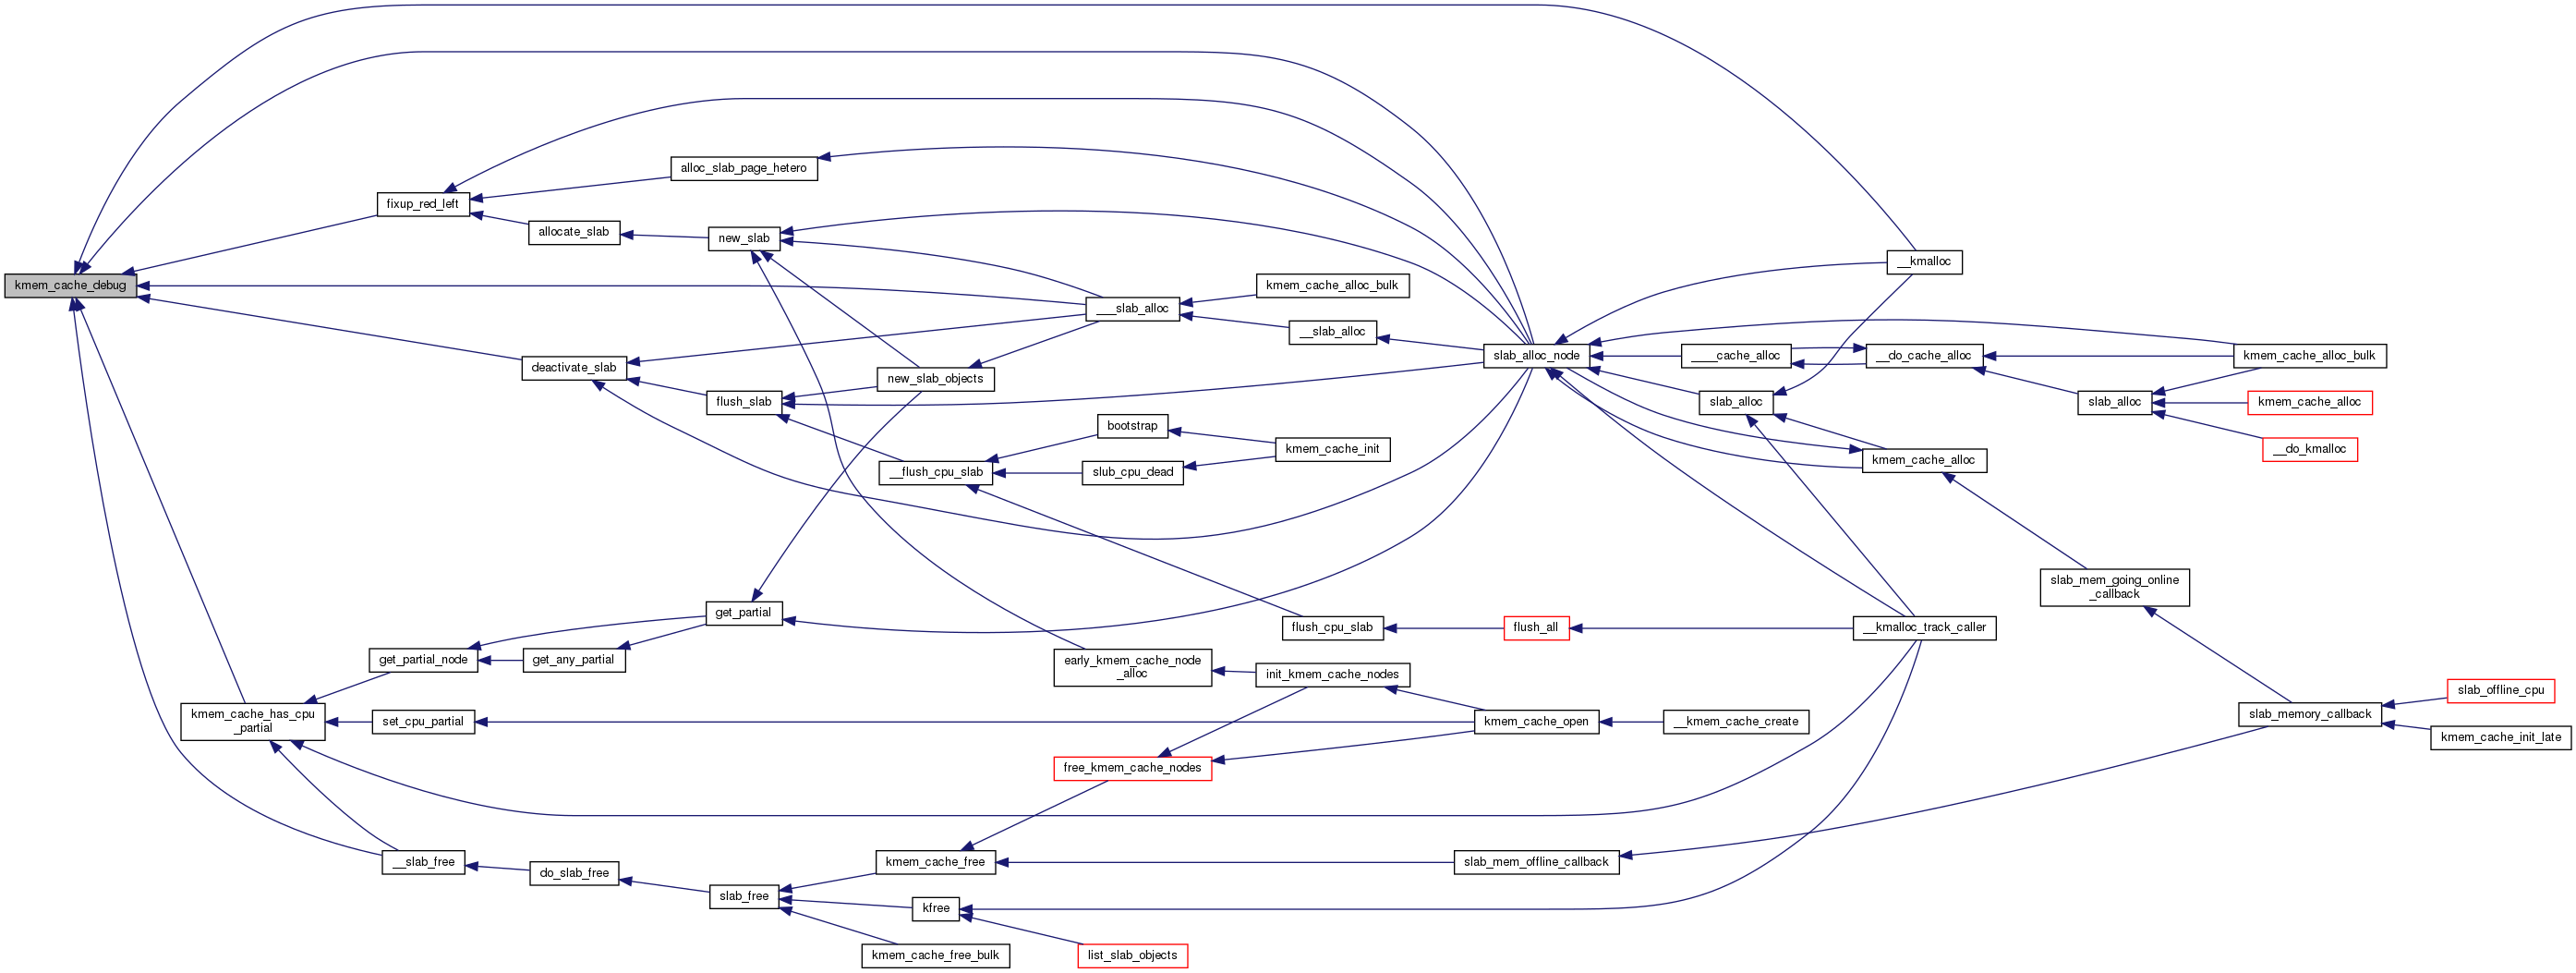 kmem_cache_debug
fixup_red_left
alloc_slab_page_hetero
allocate_slab
new_slab
___slab_alloc
kmem_cache_alloc_bulk
__slab_alloc
deactivate_slab
flush_slab
new_slab_objects
__flush_cpu_slab
bootstrap
slub_cpu_dead
kmem_cache_init
slab_alloc_node
__kmalloc
____cache_alloc
__do_cache_alloc
kmem_cache_alloc_bulk
slab_alloc
slab_alloc
kmem_cache_alloc
__do_kmalloc
kmem_cache_alloc
slab_mem_going_online
_callback
get_partial
get_partial_node
get_any_partial
flush_cpu_slab
flush_all
__kmalloc_track_caller
early_kmem_cache_node
_alloc
init_kmem_cache_nodes
kmem_cache_has_cpu
_partial
set_cpu_partial
kmem_cache_open
__kmem_cache_create
free_kmem_cache_nodes
slab_memory_callback
slab_offline_cpu
kmem_cache_init_late
__slab_free
do_slab_free
slab_free
kmem_cache_free
slab_mem_offline_callback
kfree
kmem_cache_free_bulk
list_slab_objects